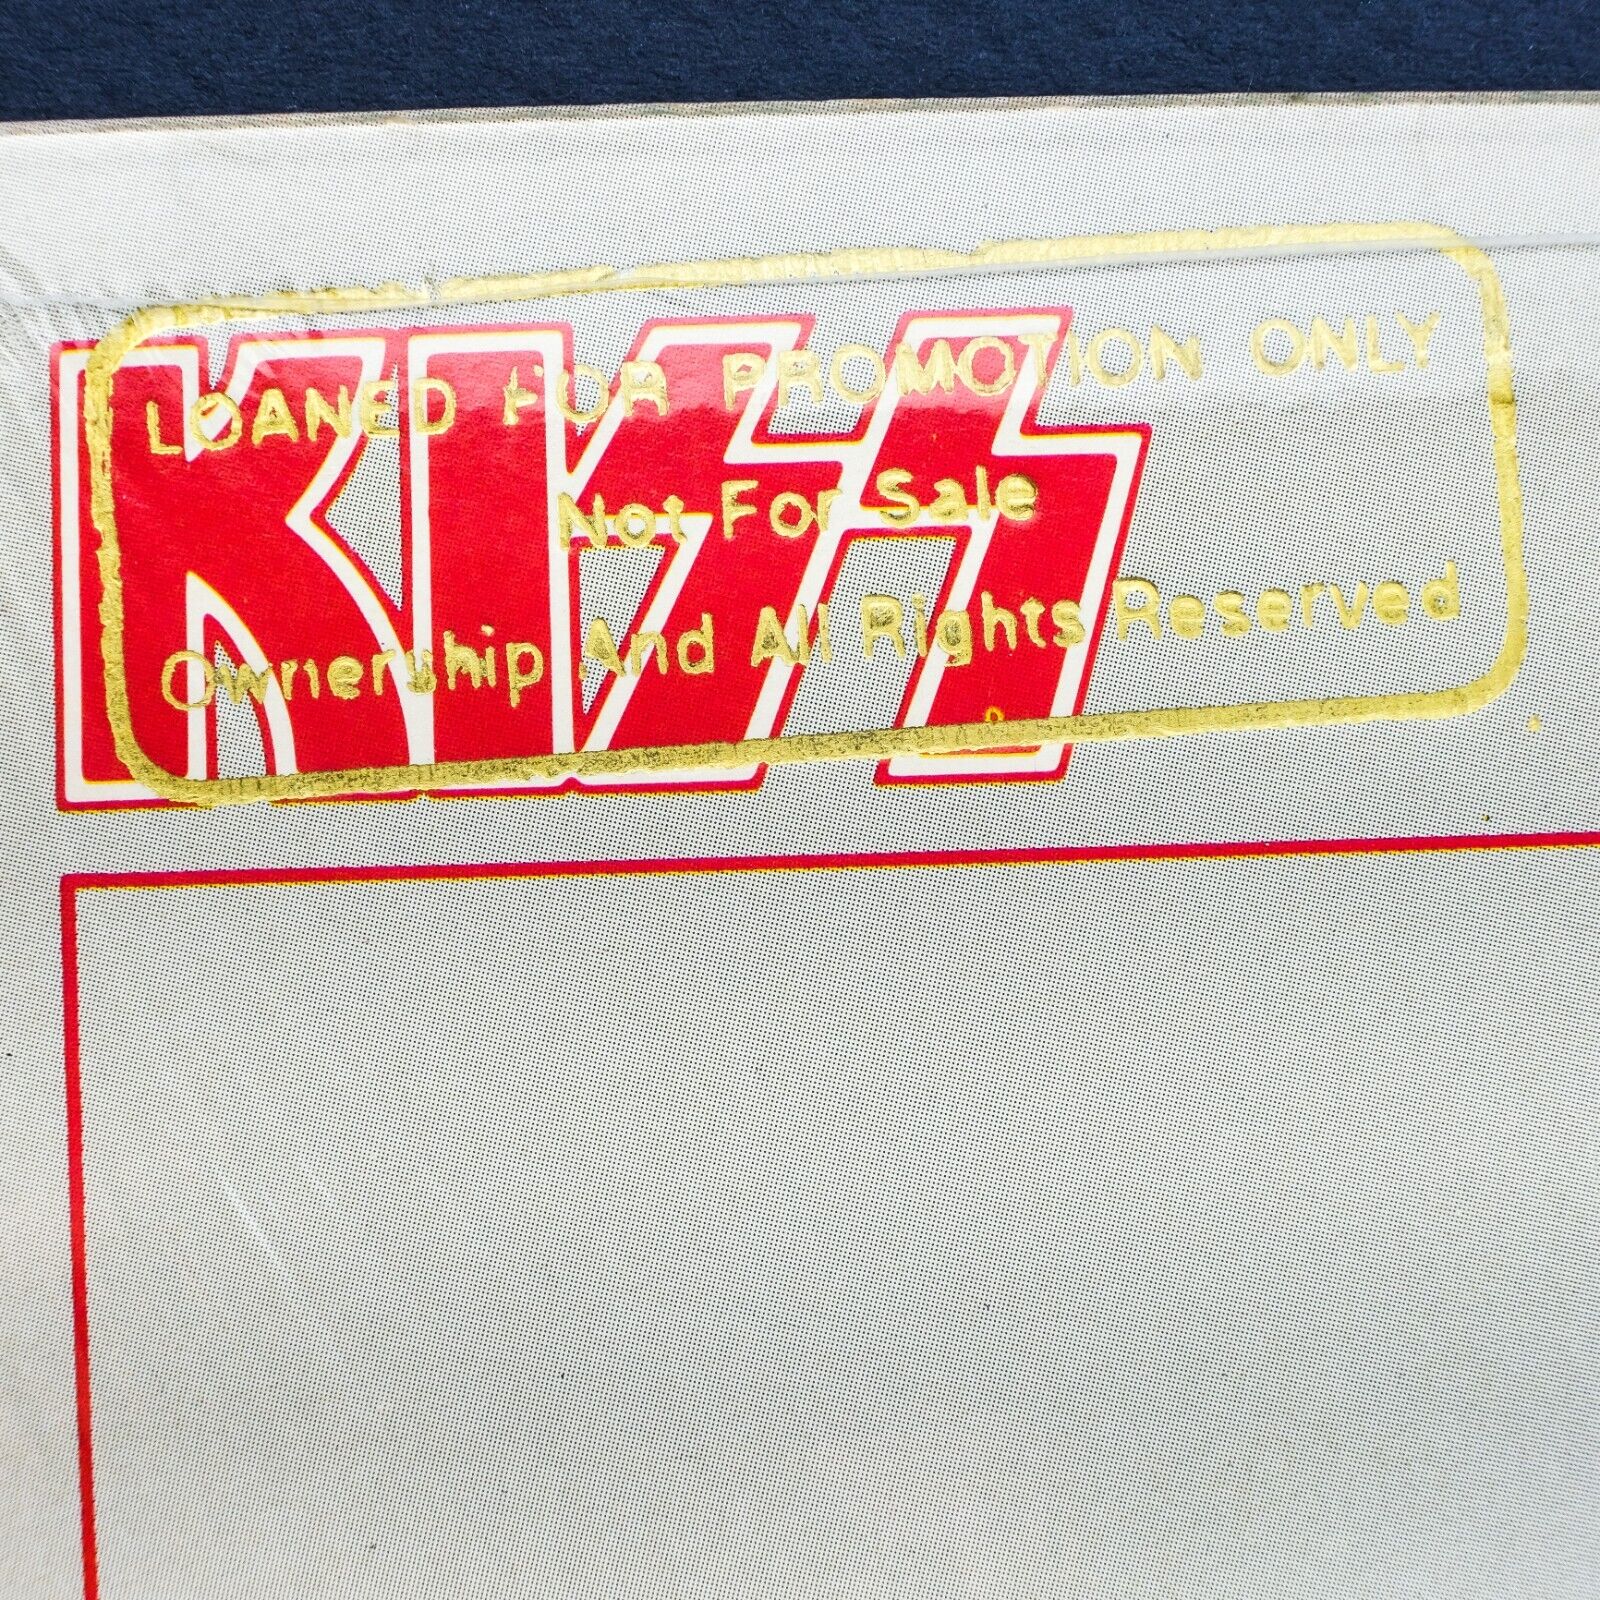 KISS
LOANED FOR PROMOTION ONLY
Not For Sale
Ownership And All Rights Reserved